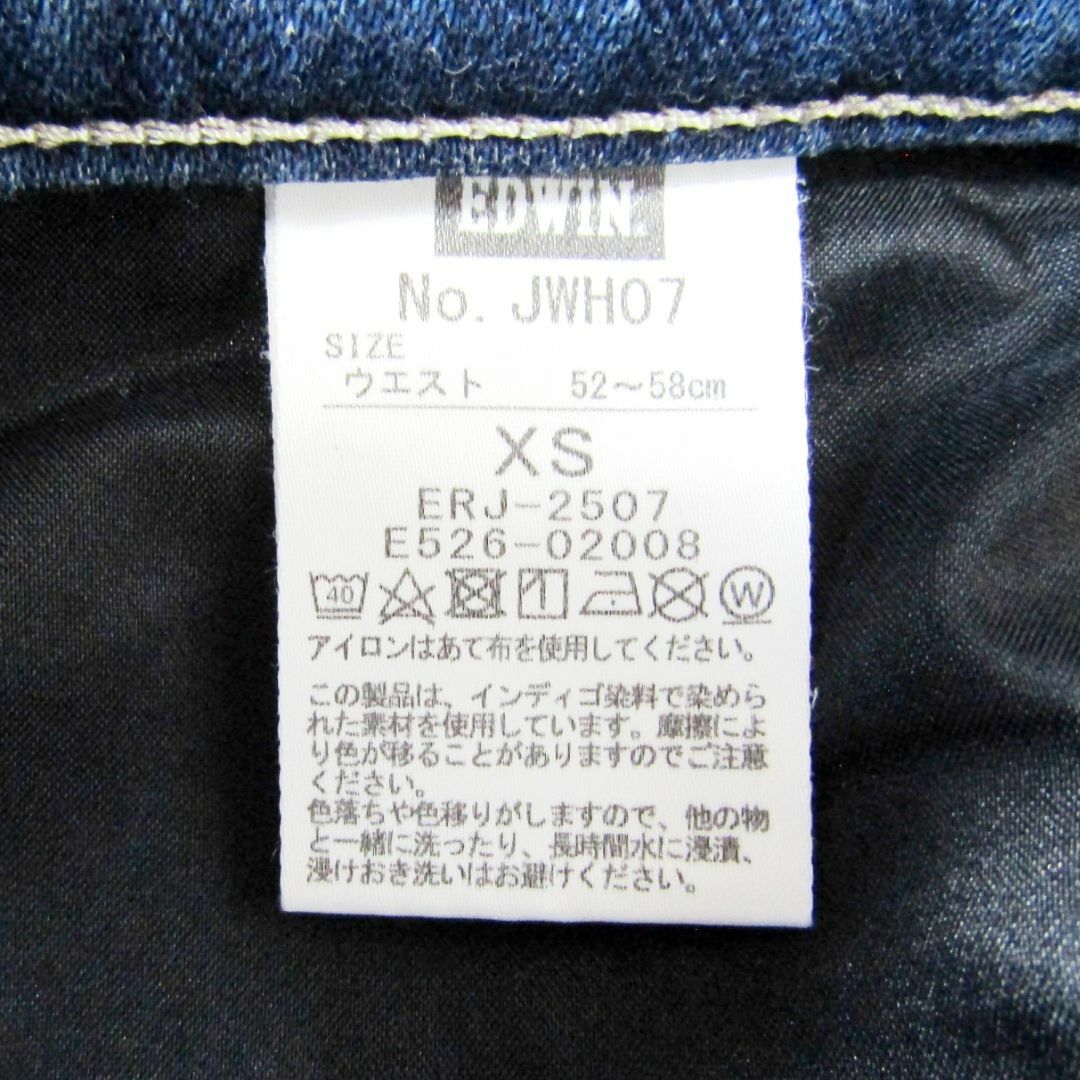 EDWIN.
No. JWH07
SIZE
ウエスト 52～58cm
XS
ERJ-2507
E526-02008
40 W
アイロンはあて布を使用してください。
この製品は、インディゴ染料で染めら
れた素材を使用しています。摩擦によ
り色が移ることがありますのでご注意
ください。
色落ちや色移りがしますので、他の物
と一緒に洗ったり、長時間水に浸漬、
浸けおき洗いはお避けください。